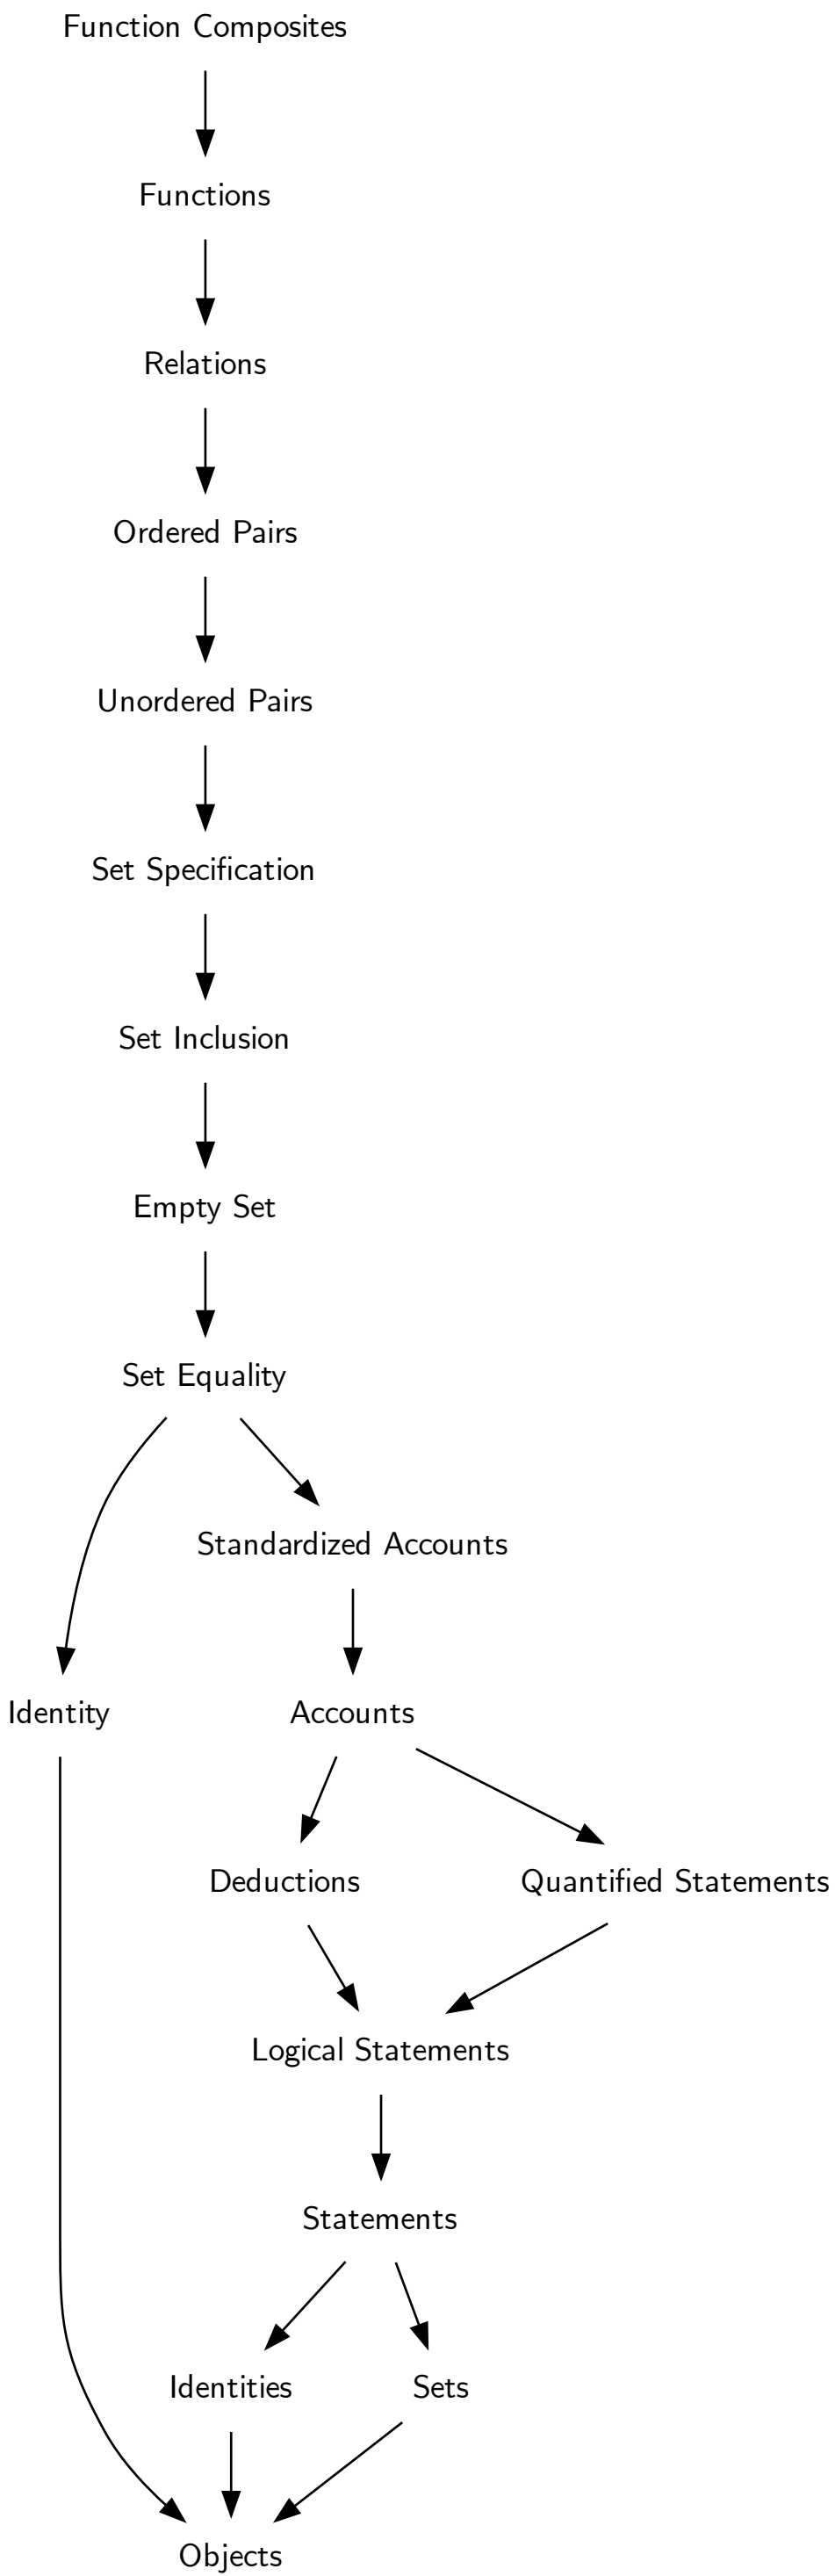 Function Composites
Functions
Relations
Ordered Pairs
Unordered Pairs
Set Specification
Set Inclusion
Empty Set
Set Equality
Standardized Accounts
Identity
Accounts
Deductions
Quantified Statements
Logical Statements
Statements
Identities
Sets
Objects